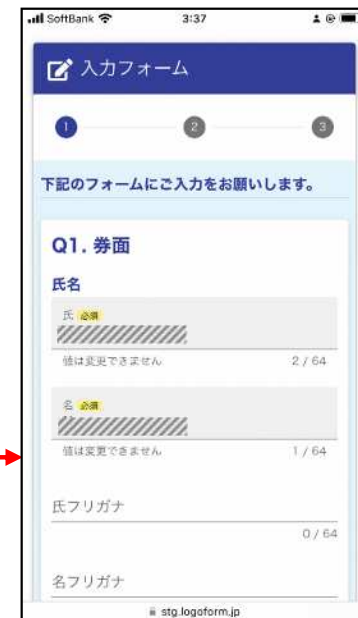 SoftBank 3:37
入力フォーム
1 2 3
下記のフォームにご入力をお願いします。
Q1. 券面
氏名
氏 必須
値は変更できません 2 / 64
名 必須
値は変更できません 1 / 64
氏フリガナ
0 / 64
名フリガナ
stg.logoform.jp